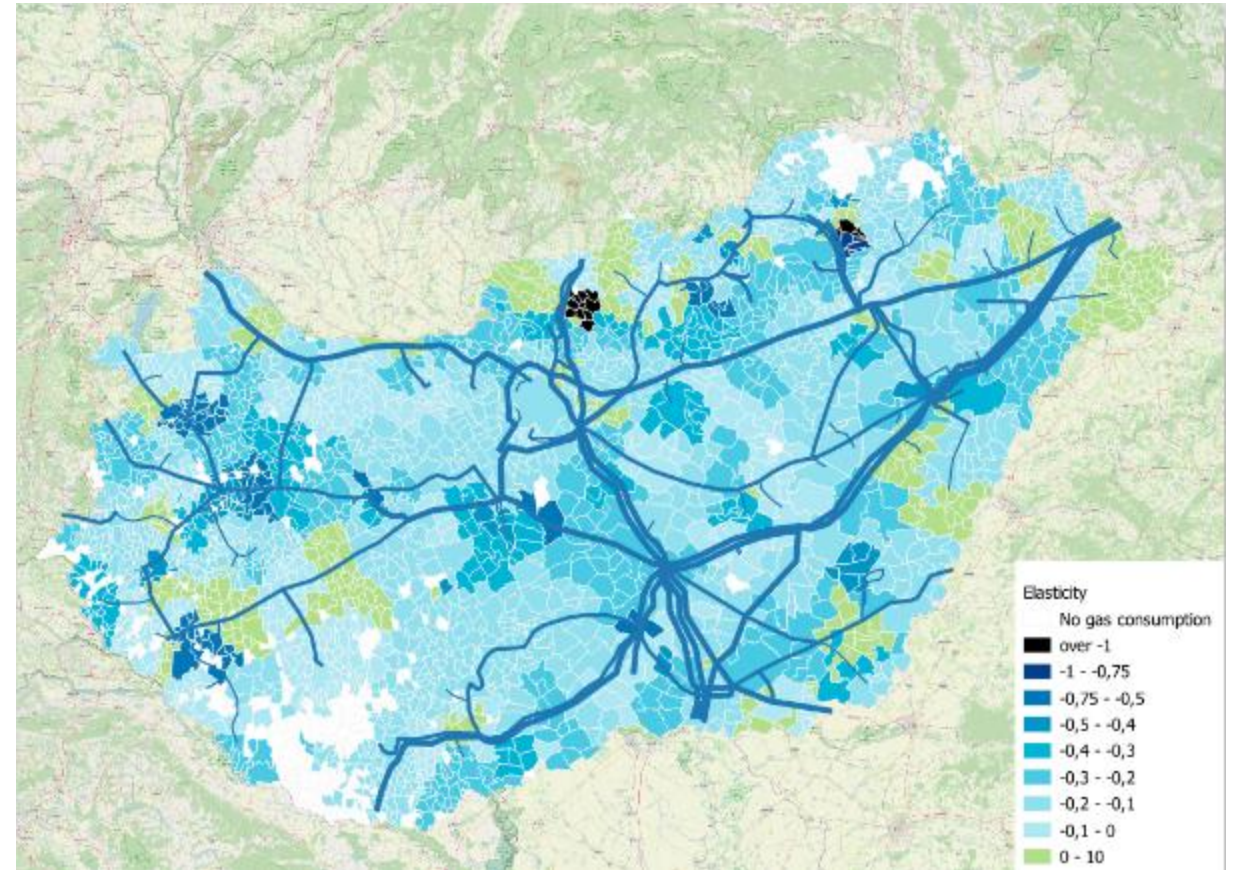 Elasticity
No gas consumption
over -1
-1 - -0,75
-0,75 - -0,5
-0,5 - -0,4
-0,4 - -0,3
-0,3 - -0,2
-0,2 - -0,1
-0,1 - 0
0 - 10